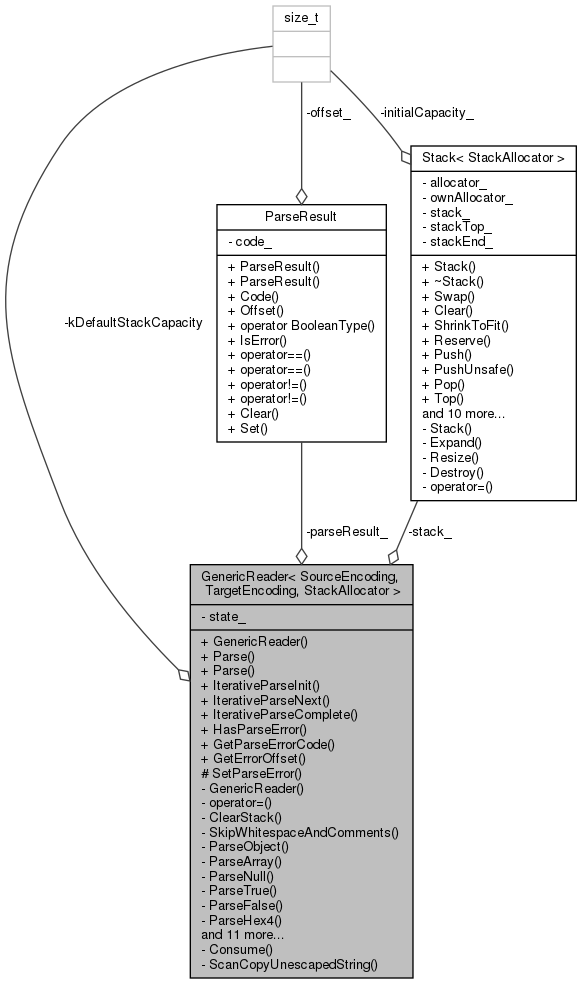 size_t
-offset_
-initialCapacity_
Stack< StackAllocator >
- allocator_
- ownAllocator_
- stack_
- stackTop_
- stackEnd_
+ Stack()
+ ~Stack()
+ Swap()
+ Clear()
+ ShrinkToFit()
+ Reserve()
+ Push()
+ PushUnsafe()
+ Pop()
+ Top()
and 10 more...
- Stack()
- Expand()
- Resize()
- Destroy()
- operator=()
ParseResult
- code_
+ ParseResult()
+ ParseResult()
+ Code()
+ Offset()
+ operator BooleanType()
+ IsError()
+ operator==()
+ operator==()
+ operator!=()
+ operator!=()
+ Clear()
+ Set()
-kDefaultStackCapacity
-parseResult_
-stack_
GenericReader< SourceEncoding,
TargetEncoding, StackAllocator >
- state_
+ GenericReader()
+ Parse()
+ Parse()
+ IterativeParseInit()
+ IterativeParseNext()
+ IterativeParseComplete()
+ HasParseError()
+ GetParseErrorCode()
+ GetErrorOffset()
# SetParseError()
- GenericReader()
- operator=()
- ClearStack()
- SkipWhitespaceAndComments()
- ParseObject()
- ParseArray()
- ParseNull()
- ParseTrue()
- ParseFalse()
- ParseHex4()
and 11 more...
- Consume()
- ScanCopyUnescapedString()